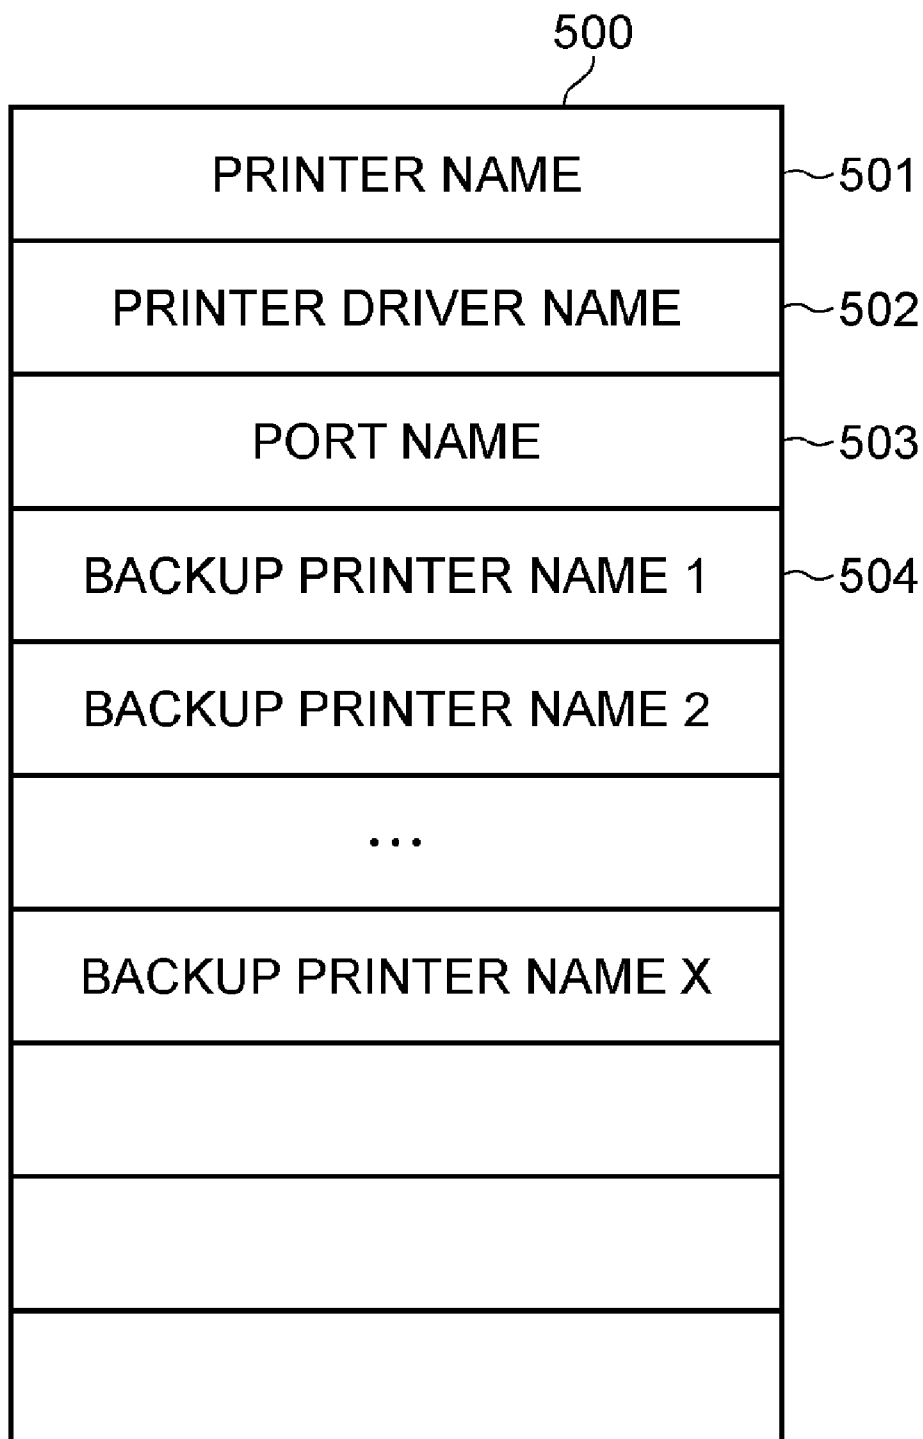 500
PRINTER NAME 501
PRINTER DRIVER NAME 502
PORT NAME 503
BACKUP PRINTER NAME 1 504
BACKUP PRINTER NAME 2
...
BACKUP PRINTER NAME X